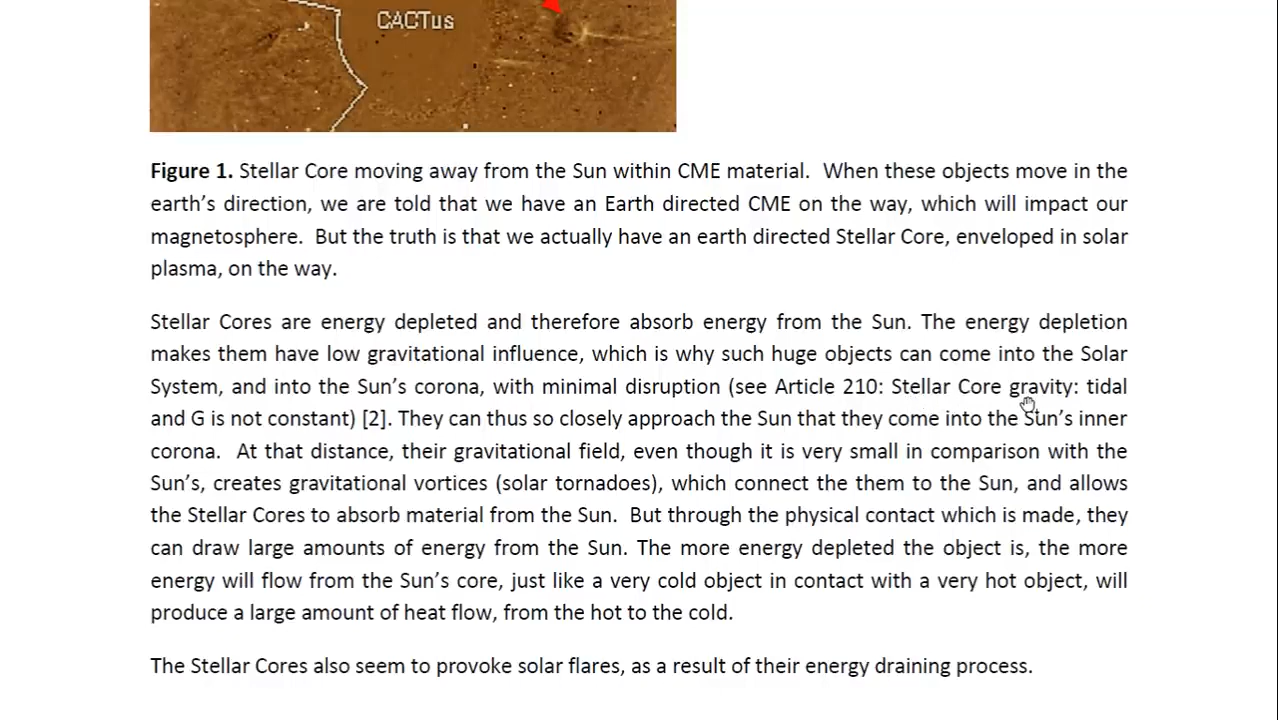 CACTus
Figure 1. Stellar Core moving away from the Sun within CME material.  When these objects move in the
earth’s direction, we are told that we have an Earth directed CME on the way, which will impact our
magnetosphere.  But the truth is that we actually have an earth directed Stellar Core, enveloped in solar
plasma, on the way.
Stellar Cores are energy depleted and therefore absorb energy from the Sun. The energy depletion
makes them have low gravitational influence, which is why such huge objects can come into the Solar
System, and into the Sun’s corona, with minimal disruption (see Article 210: Stellar Core gravity: tidal
and G is not constant) [2]. They can thus so closely approach the Sun that they come into the Sun’s inner
corona.  At that distance, their gravitational field, even though it is very small in comparison with the
Sun’s, creates gravitational vortices (solar tornadoes), which connect the them to the Sun, and allows
the Stellar Cores to absorb material from the Sun.  But through the physical contact which is made, they
can draw large amounts of energy from the Sun. The more energy depleted the object is, the more
energy will flow from the Sun’s core, just like a very cold object in contact with a very hot object, will
produce a large amount of heat flow, from the hot to the cold.
The Stellar Cores also seem to provoke solar flares, as a result of their energy draining process.